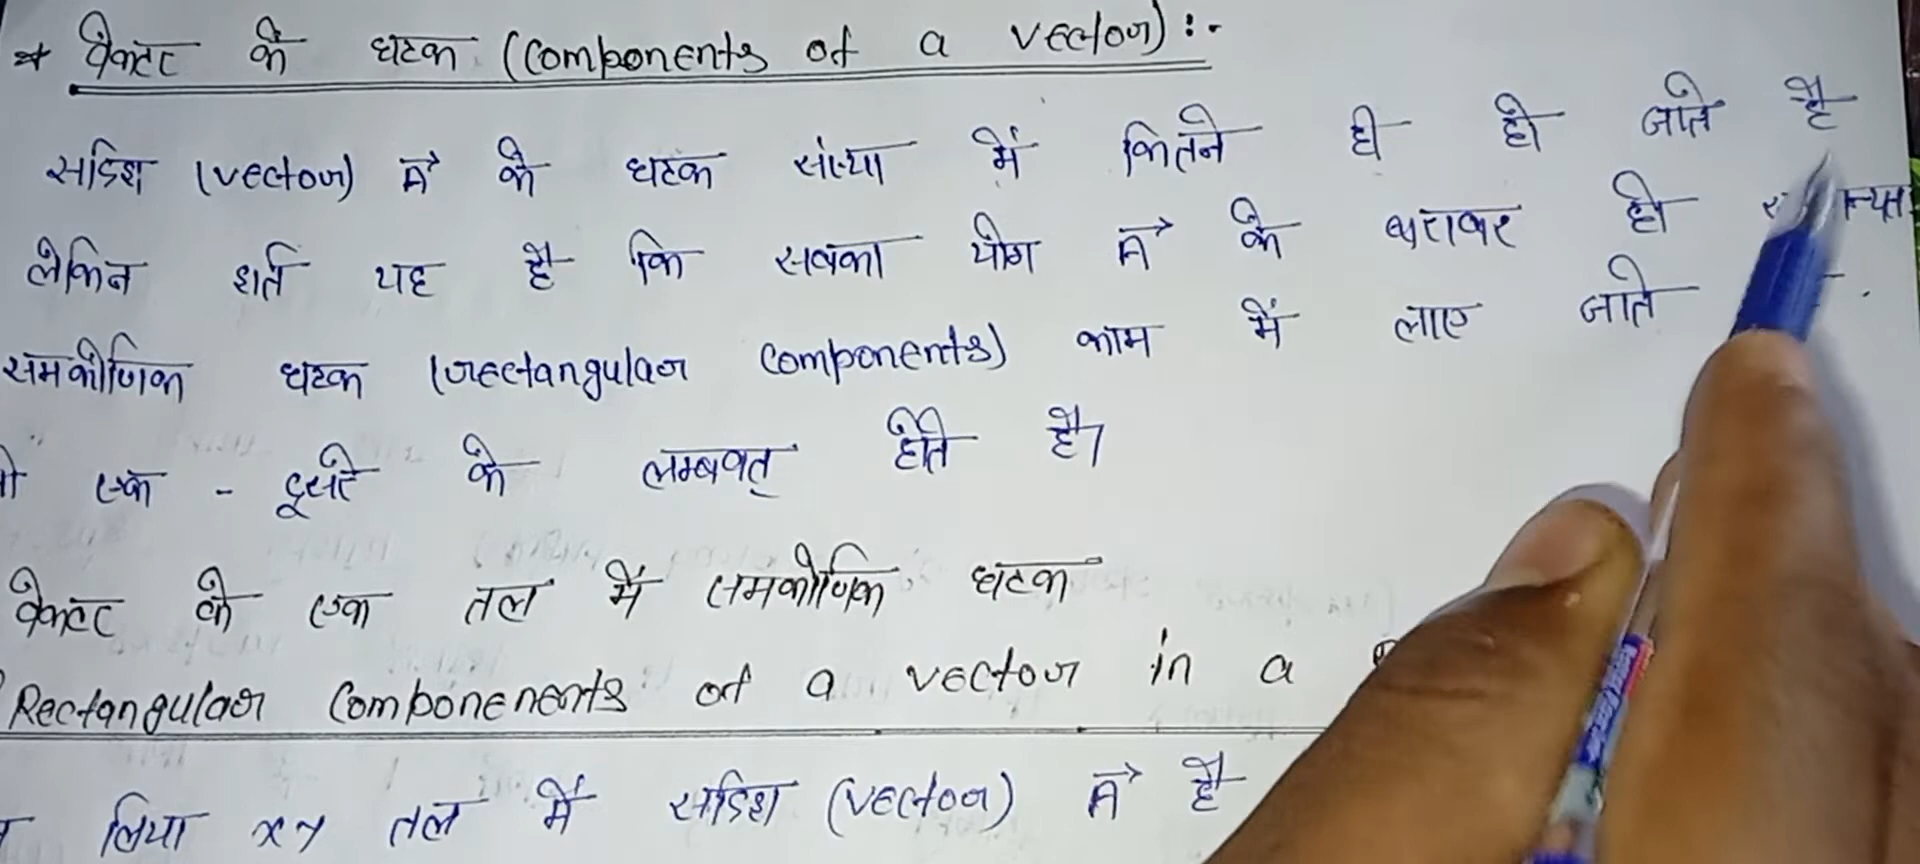 * वेक्टर के घटक (Components of a vector) :-
सदिश (vector) A→ के घटक संख्या में कितने ही हो जाते है
लेकिन शर्त यह है कि सबका योग A→ के बराबर हो
समकोणिक घटक (rectangular components) काम में लाए जाते
एक - दूसरे के लम्बवत् होते है।
वेक्टर के एक तल में समकोणिक घटक
Rectangular Componenents of a vector in a
लिया xy तल में सदिश (vector) A→ है